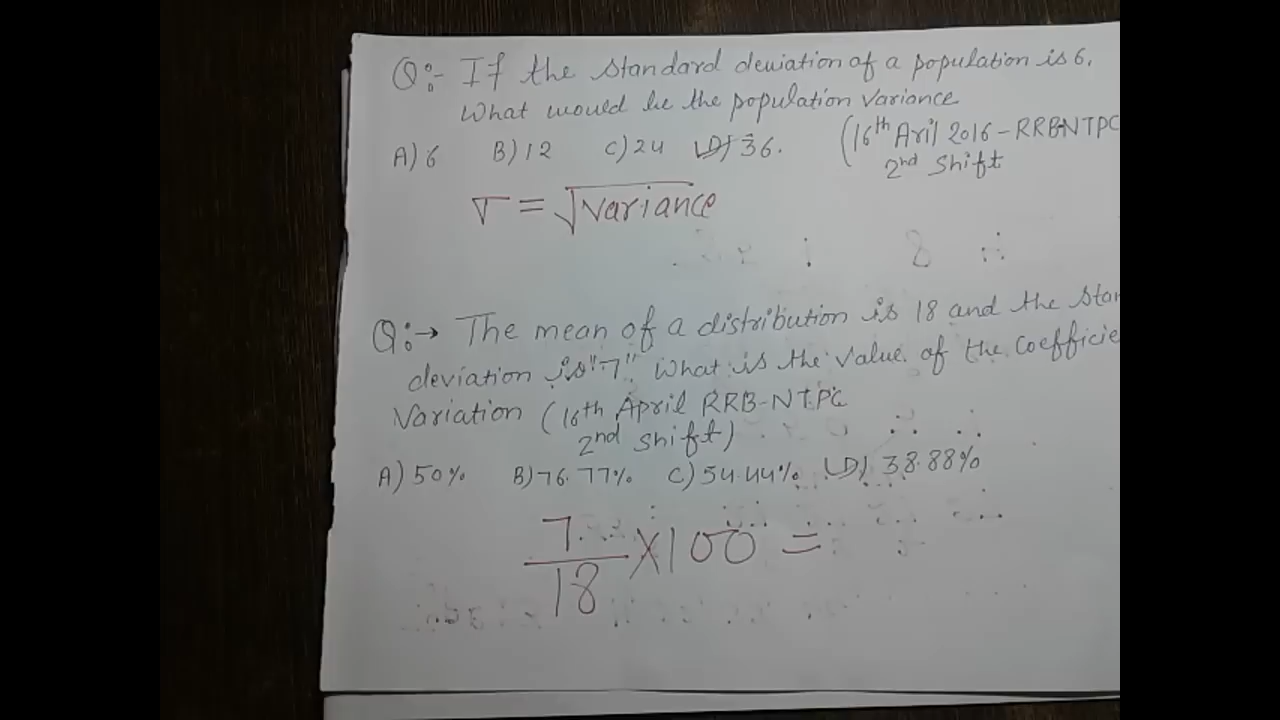 Q:- If the standard deviation of a population is 6.
What would be the population variance
(16th Aril 2016-RRB-NTPC
2nd Shift
A) 6 B) 12 C) 24 D) 36.
σ = √variance
Q:→ The mean of a distribution is 18 and the Stan
deviation is "7". What is the value of the coefficie
Variation (16th April RRB-NTPC
2nd shift)
A) 50% B) 76.77% C) 54.44% D) 38.88%
7/18 ×100 =